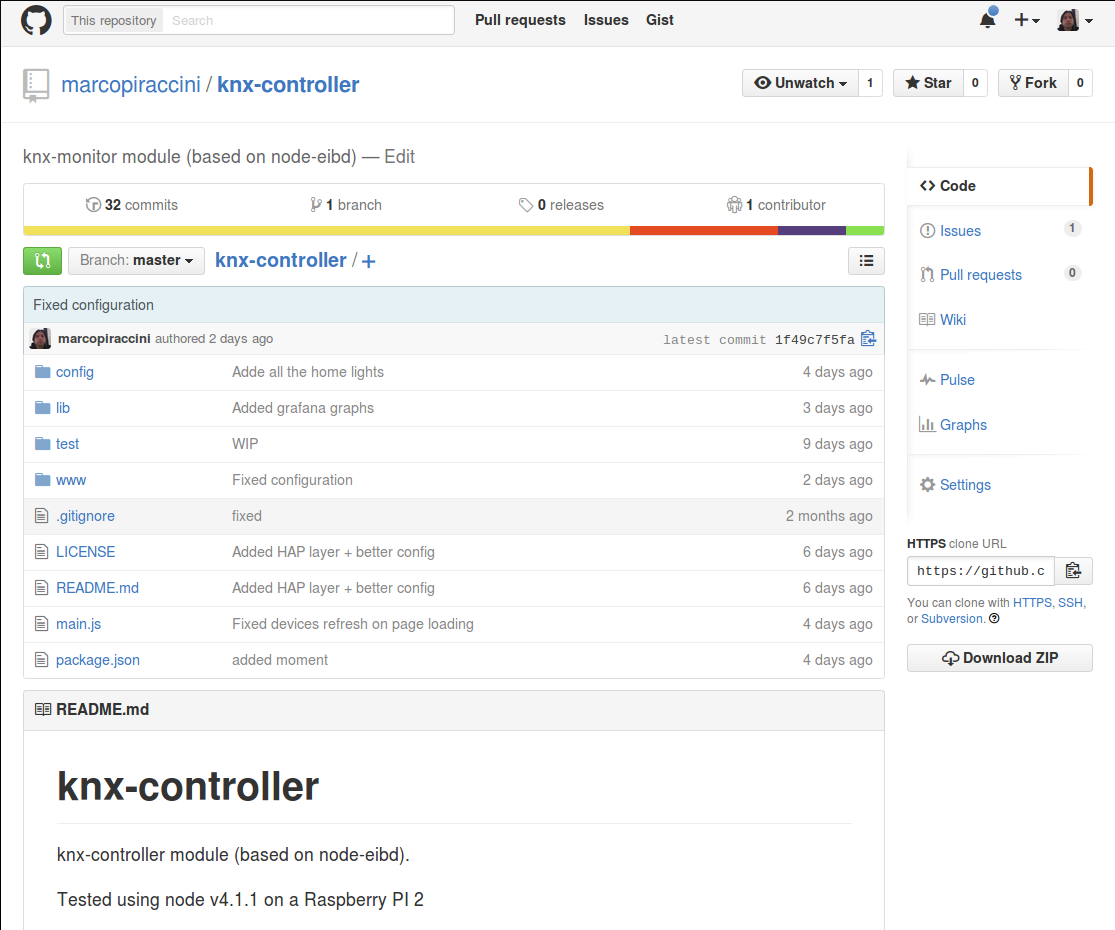 This repository Search Pull requests Issues Gist
marcopiraccini / knx-controller Unwatch 1 Star 0 Fork 0
knx-monitor module (based on node-eibd) — Edit
32 commits 1 branch 0 releases 1 contributor
Branch: master knx-controller / +
Fixed configuration
marcopiraccini authored 2 days ago latest commit 1f49c7f5fa
config Adde all the home lights 4 days ago
lib Added grafana graphs 3 days ago
test WIP 9 days ago
www Fixed configuration 2 days ago
.gitignore fixed 2 months ago
LICENSE Added HAP layer + better config 6 days ago
README.md Added HAP layer + better config 6 days ago
main.js Fixed devices refresh on page loading 4 days ago
package.json added moment 4 days ago
README.md
knx-controller
knx-controller module (based on node-eibd).
Tested using node v4.1.1 on a Raspberry PI 2
Code
Issues 1
Pull requests 0
Wiki
Pulse
Graphs
Settings
HTTPS clone URL
https://github.c
You can clone with HTTPS, SSH,
or Subversion.
Download ZIP